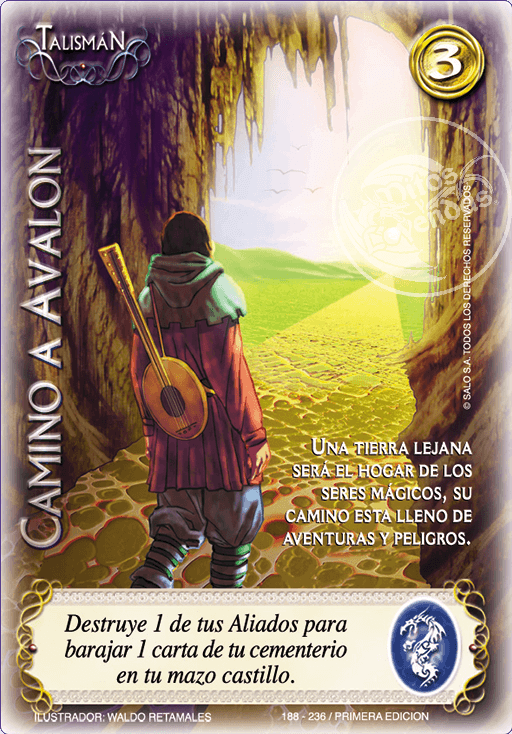 TALISMÁN
3
CAMINO A AVALON
mitos
y leyendas
© SALO S.A. TODOS LOS DERECHOS RESERVADOS
UNA TIERRA LEJANA
SERÁ EL HOGAR DE LOS
SERES MÁGICOS, SU
CAMINO ESTA LLENO DE
AVENTURAS Y PELIGROS.
Destruye 1 de tus Aliados para
barajar 1 carta de tu cementerio
en tu mazo castillo.
ILUSTRADOR: WALDO RETAMALES
188 - 236 / PRIMERA EDICION